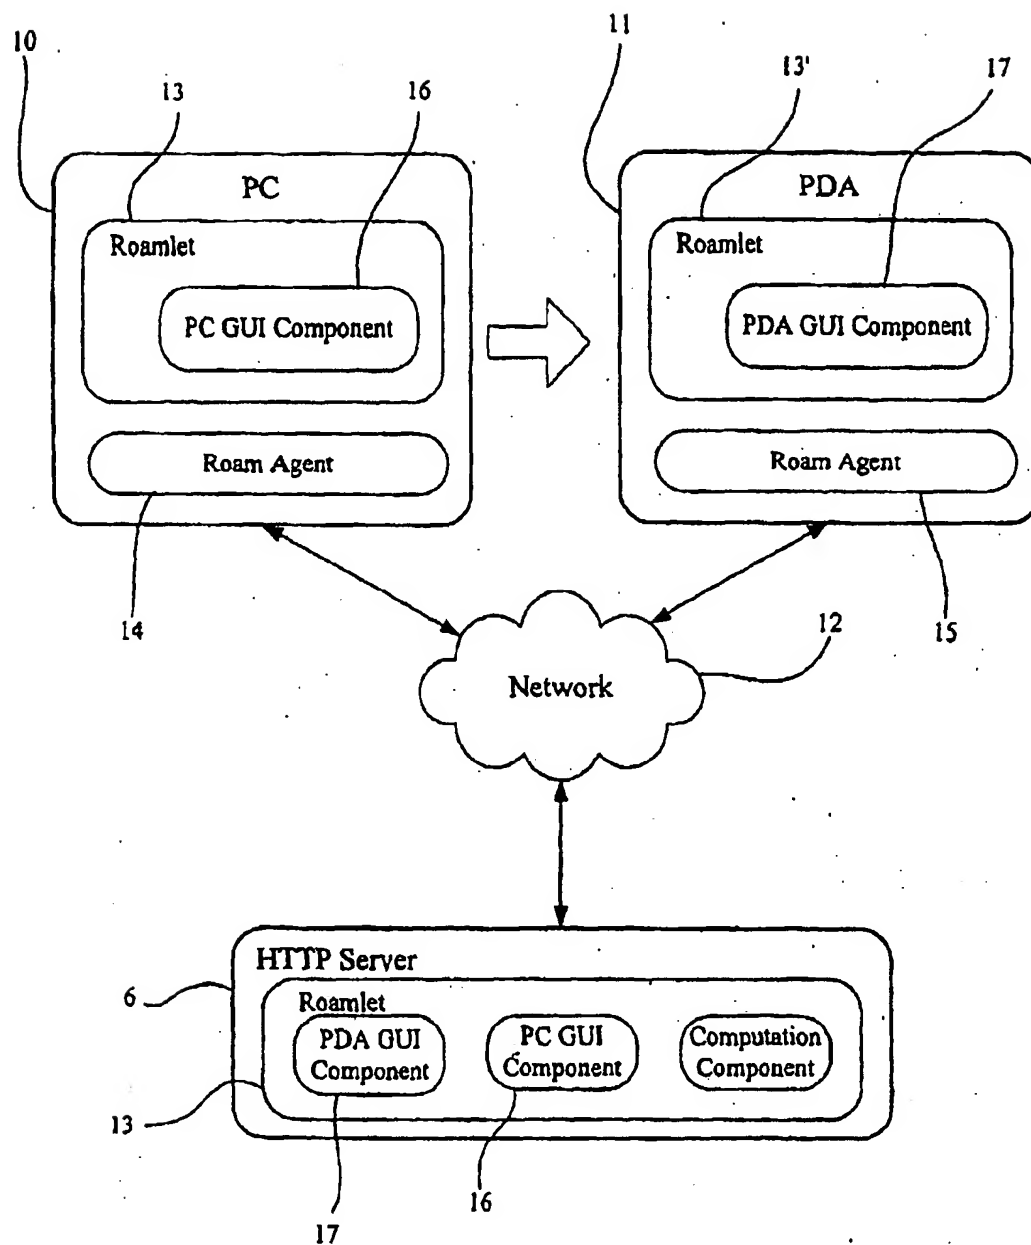 10
11
13
16
13'
17
PC
PDA
Roamlet
Roamlet
PC GUI Component
PDA GUI Component
Roam Agent
Roam Agent
14
12
15
Network
HTTP Server
6
Roamlet
PDA GUI
Component
PC GUI
Component
Computation
Component
13
16
17